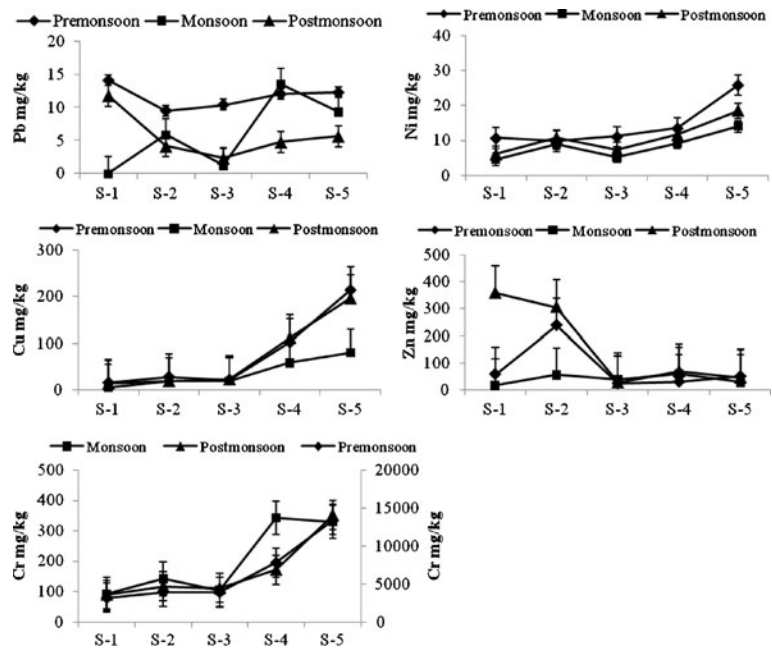 Premonsoon Monsoon Postmonsoon
20
15
10
5
0
Pb mg/kg
S-1 S-2 S-3 S-4 S-5
Premonsoon Monsoon Postmonsoon
40
30
20
10
0
Ni mg/kg
S-1 S-2 S-3 S-4 S-5
Premonsoon Monsoon Postmonsoon
300
200
100
0
Cu mg/kg
S-1 S-2 S-3 S-4 S-5
Premonsoon Monsoon Postmonsoon
500
400
300
200
100
0
Zn mg/kg
S-1 S-2 S-3 S-4 S-5
Monsoon Postmonsoon Premonsoon
500
400
300
200
100
0
Cr mg/kg
20000
15000
10000
5000
0
Cr mg/kg
S-1 S-2 S-3 S-4 S-5